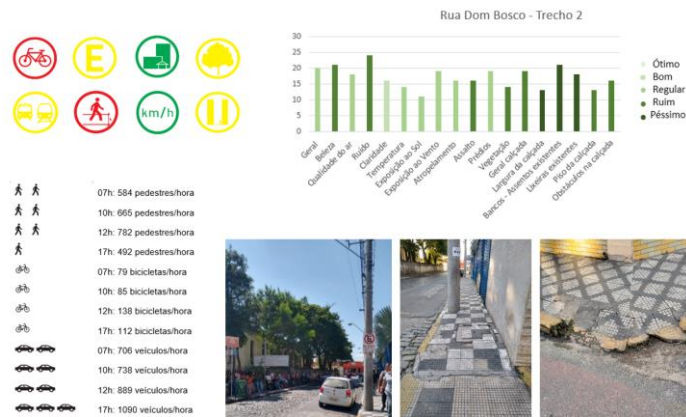 Rua Dom Bosco - Trecho 2
E
km/h
30
25
20
15
10
5
0
Geral
Beleza
Qualidade do ar
Ruído
Claridade
Temperatura
Exposição ao Sol
Exposição ao Vento
Atropelamento
Assalto
Prédios
Vegetação
Geral calçada
Largura da calçada
Bancos - Assentos existentes
Lixeiras existentes
Piso da calçada
Obstáculos na calçada
Ótimo
Bom
Regular
Ruim
Péssimo
07h: 584 pedestres/hora
10h: 665 pedestres/hora
12h: 782 pedestres/hora
17h: 492 pedestres/hora
07h: 79 bicicletas/hora
10h: 85 bicicletas/hora
12h: 138 bicicletas/hora
17h: 112 bicicletas/hora
07h: 706 veículos/hora
10h: 738 veículos/hora
12h: 889 veículos/hora
17h: 1090 veículos/hora